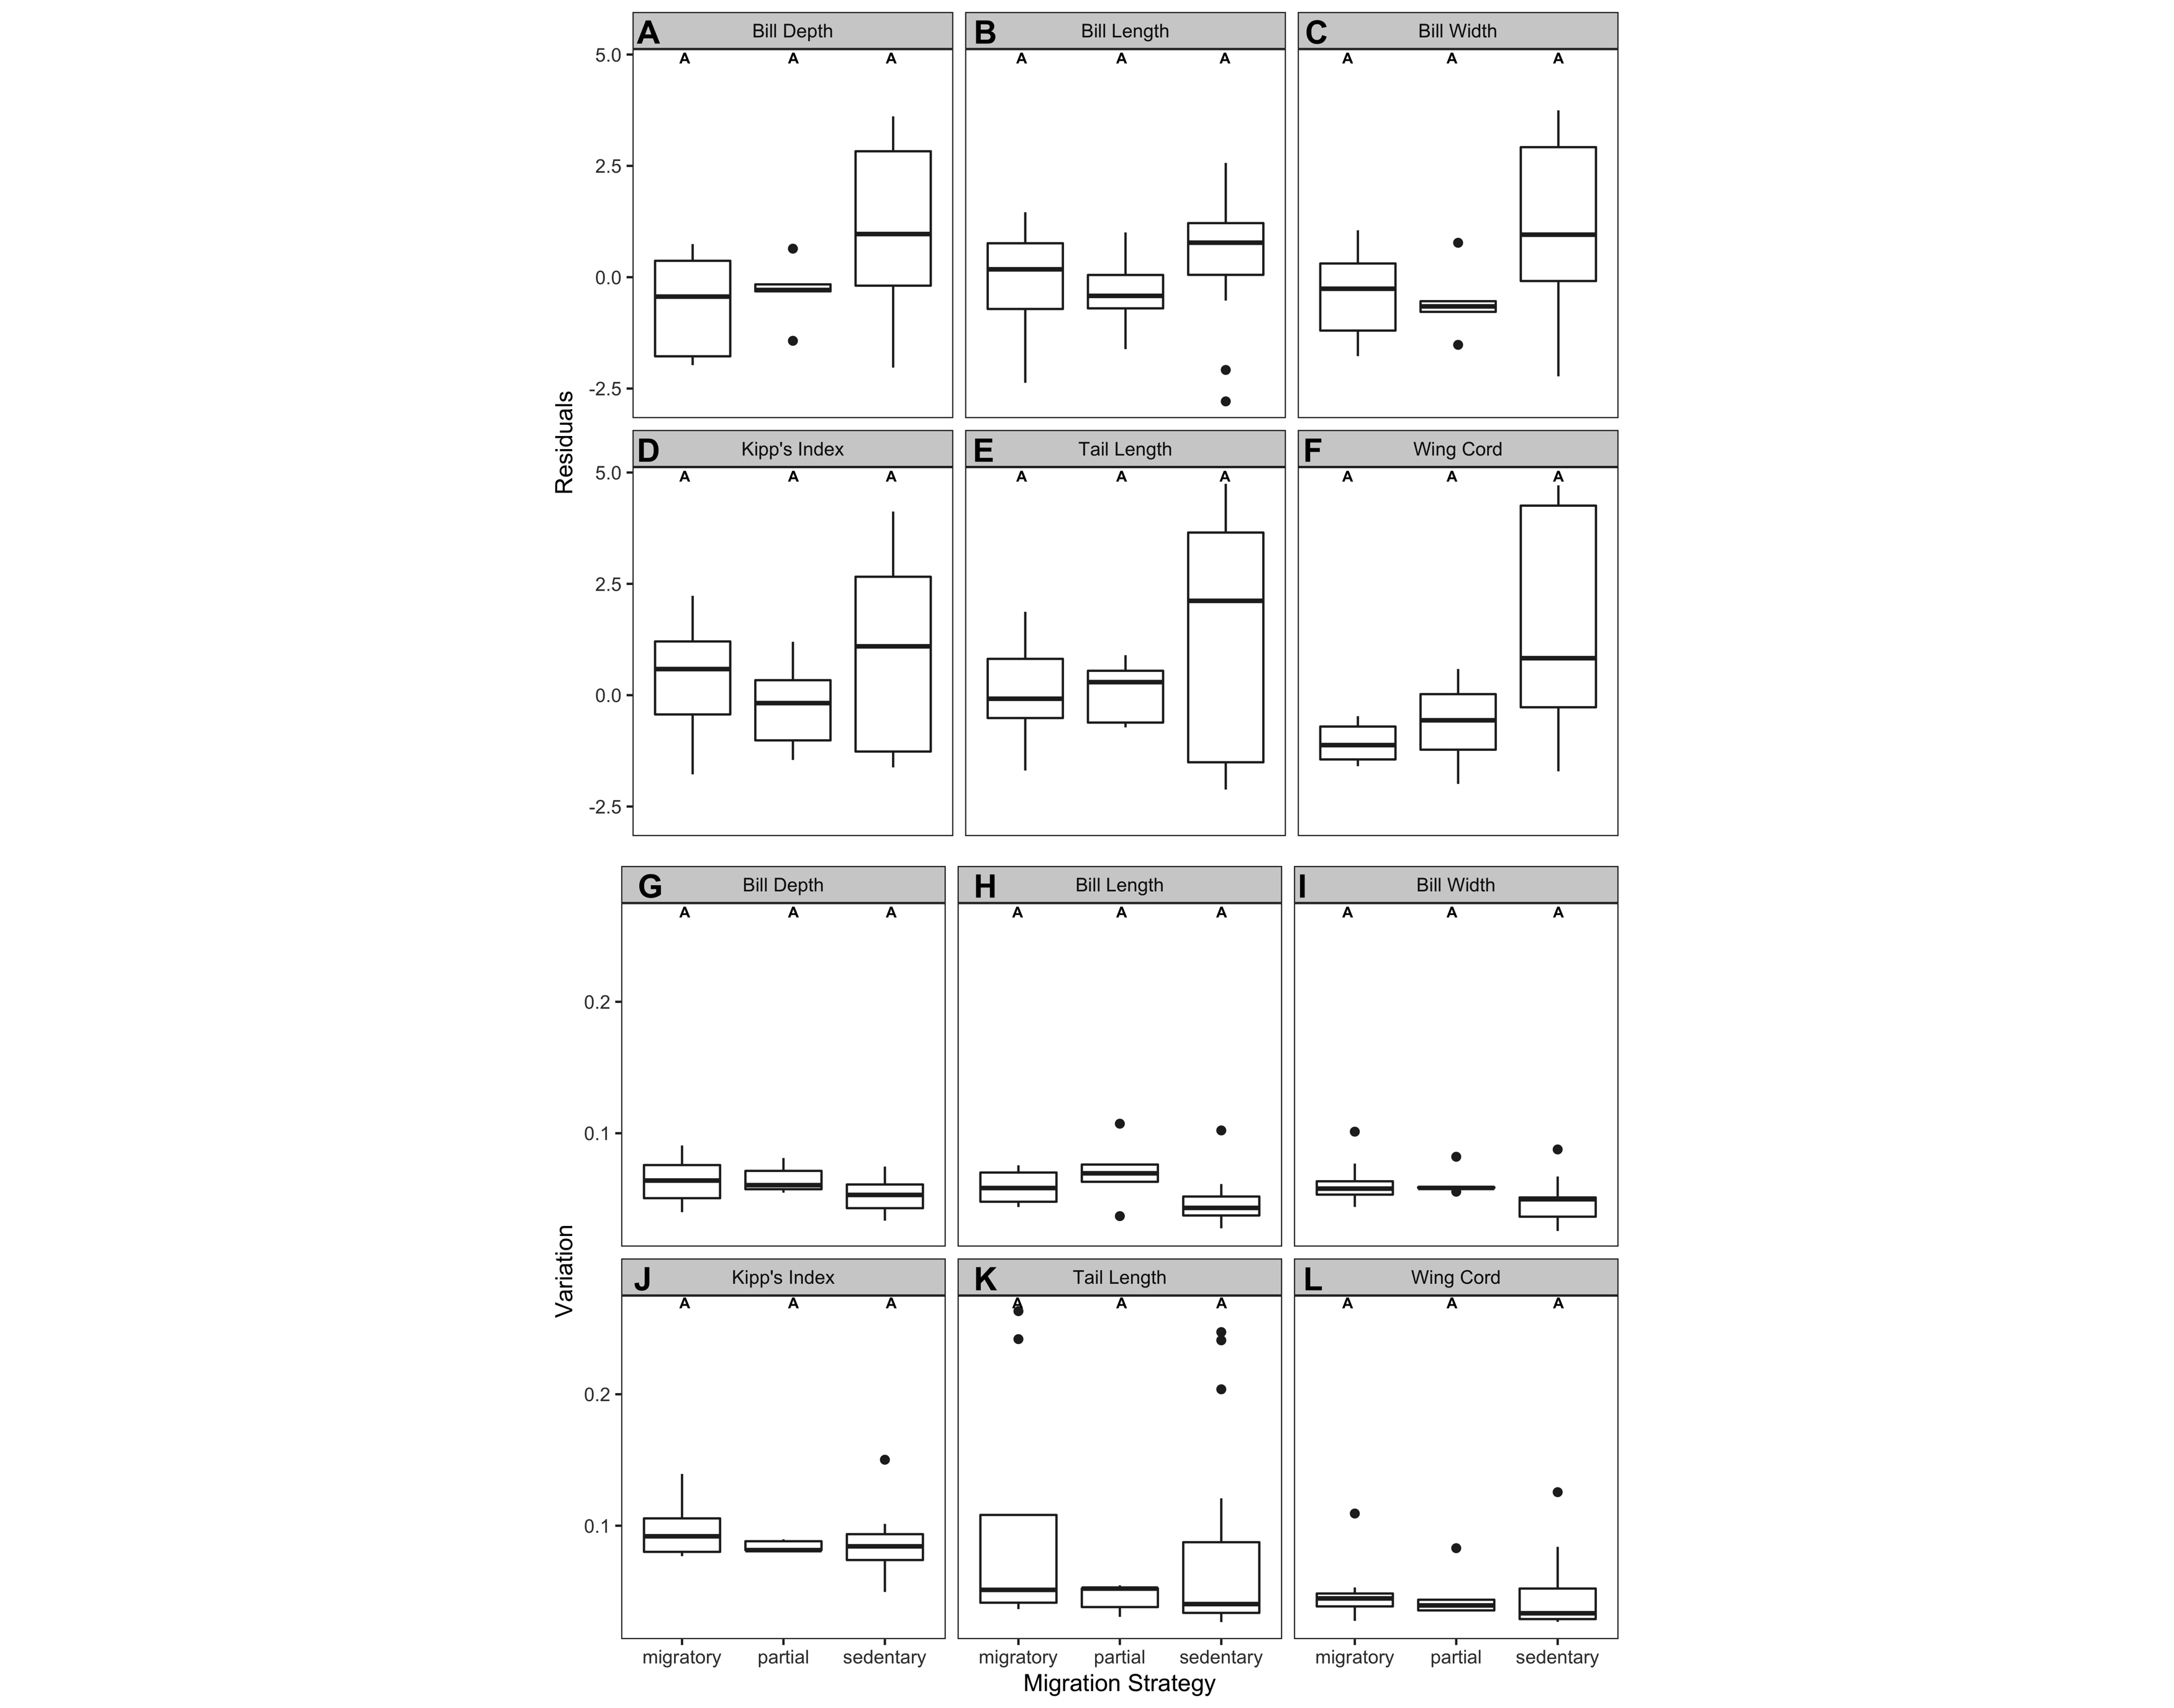 A Bill Depth
B Bill Length
C Bill Width
A A A
A A A
A A A
5.0
2.5
0.0
-2.5
D Kipp's Index
E Tail Length
F Wing Cord
A A A
A A A
A A A
5.0
2.5
0.0
-2.5
Residuals
G Bill Depth
H Bill Length
I Bill Width
A A A
A A A
A A A
0.2
0.1
J Kipp's Index
K Tail Length
L Wing Cord
A A A
A A A
A A A
0.2
0.1
Variation
migratory partial sedentary
migratory partial sedentary
migratory partial sedentary
Migration Strategy